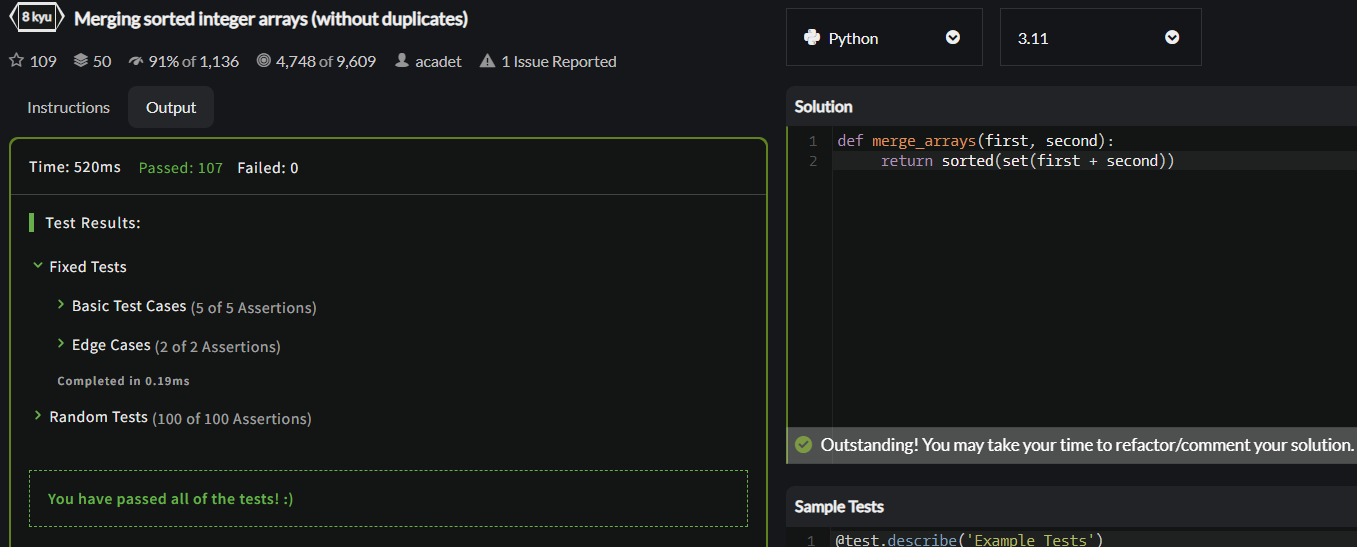 8 kyu Merging sorted integer arrays (without duplicates)
109 50 91% of 1,136 4,748 of 9,609 acadet 1 Issue Reported
Instructions Output
Time: 520ms Passed: 107 Failed: 0
Test Results:
Fixed Tests
Basic Test Cases (5 of 5 Assertions)
Edge Cases (2 of 2 Assertions)
Completed in 0.19ms
Random Tests (100 of 100 Assertions)
You have passed all of the tests! :)
Python 3.11
Solution
1 def merge_arrays(first, second):
2 return sorted(set(first + second))
Outstanding! You may take your time to refactor/comment your solution.
Sample Tests
1 @test.describe('Example Tests')